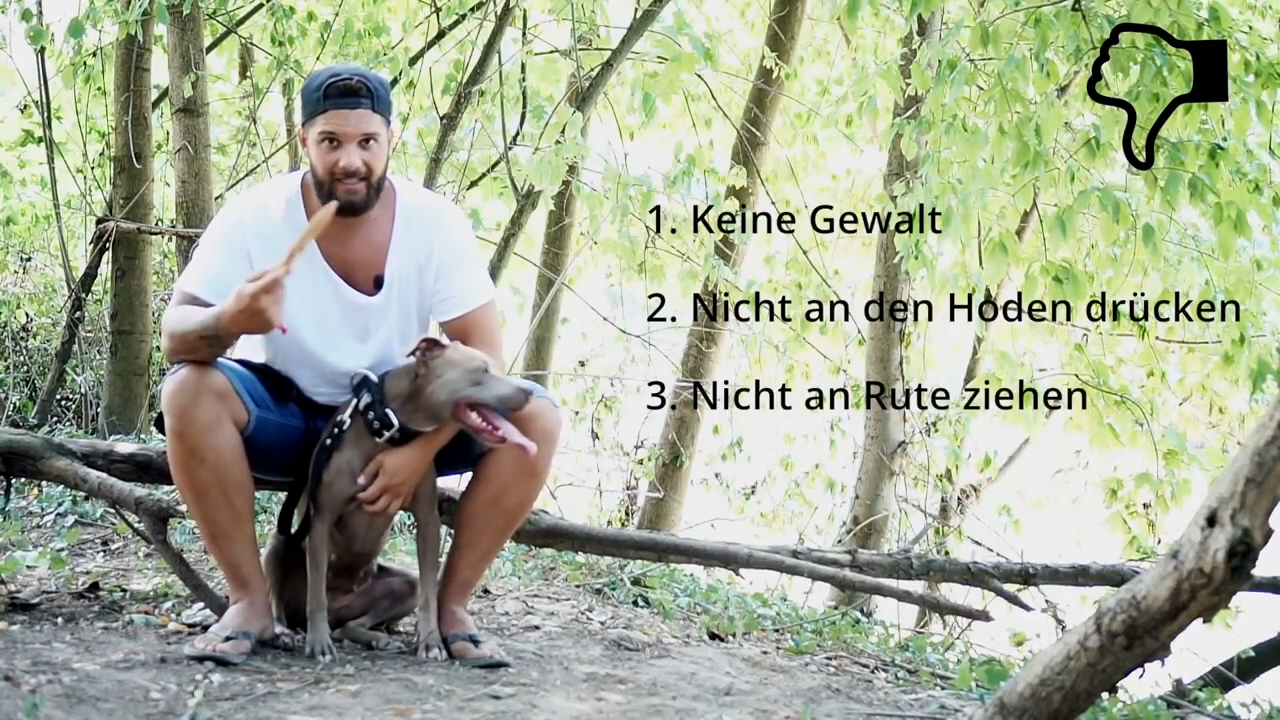 1. Keine Gewalt
2. Nicht an den Hoden drücken
3. Nicht an Rute ziehen